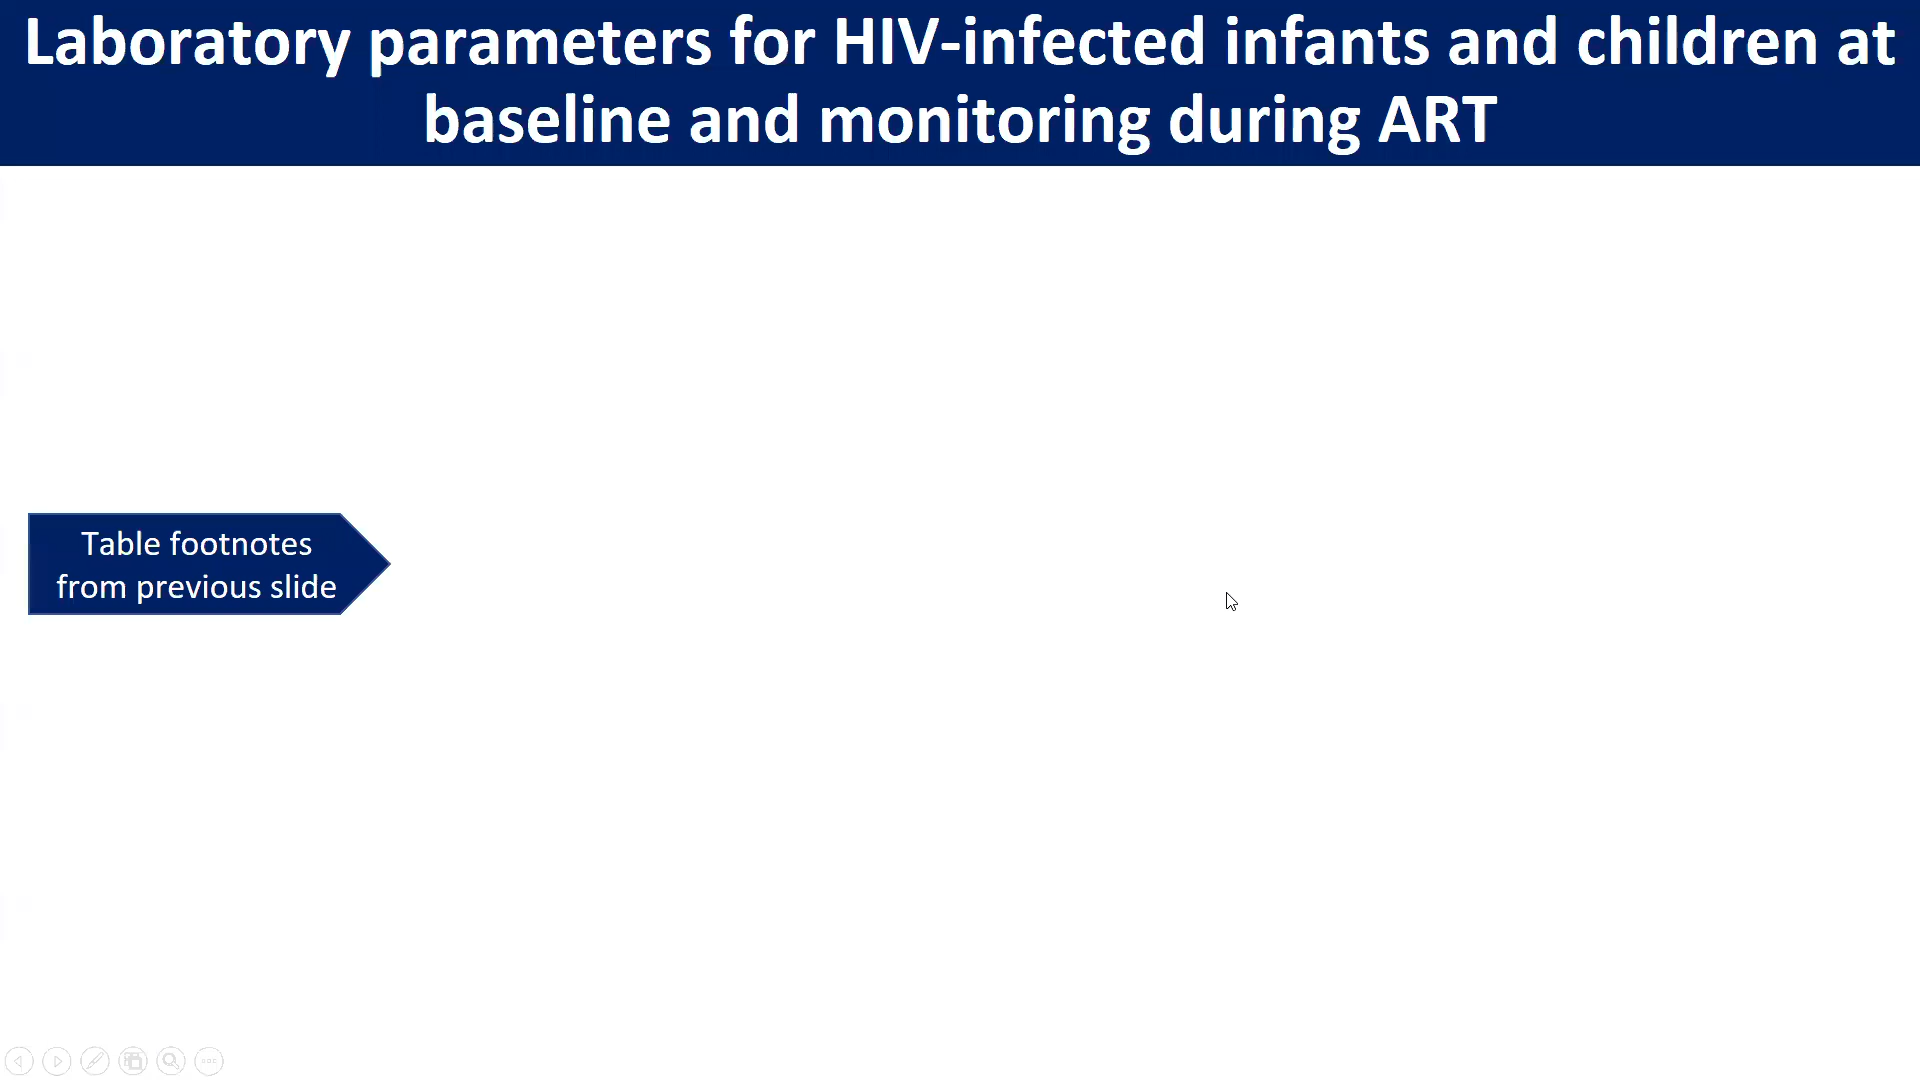 Laboratory parameters for HIV-infected infants and children at
baseline and monitoring during ART
Table footnotes
from previous slide